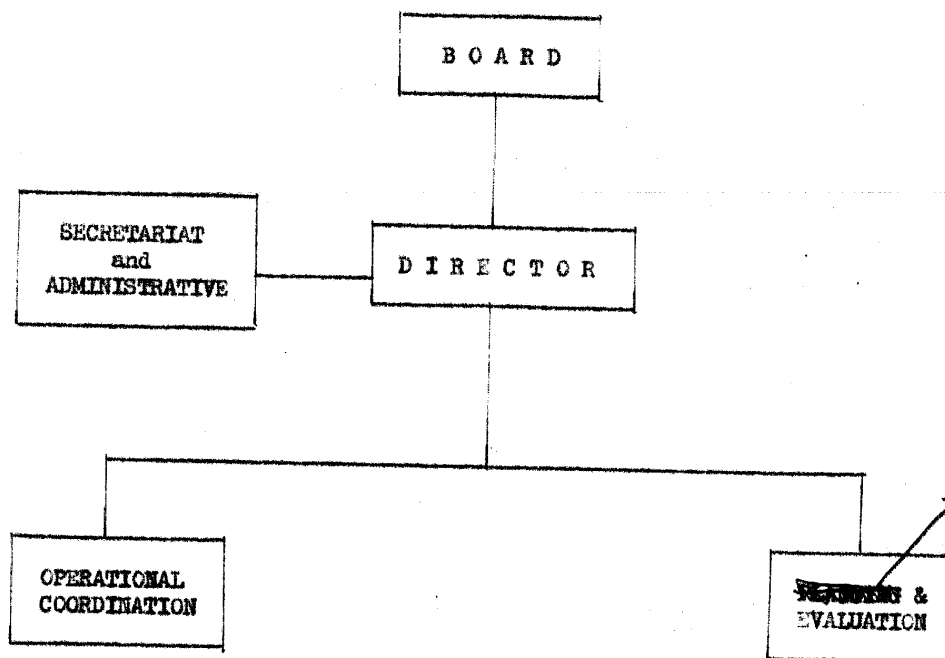 B O A R D
SECRETARIAT
and
ADMINISTRATIVE
D I R E C T O R
OPERATIONAL
COORDINATION
&
EVALUATION